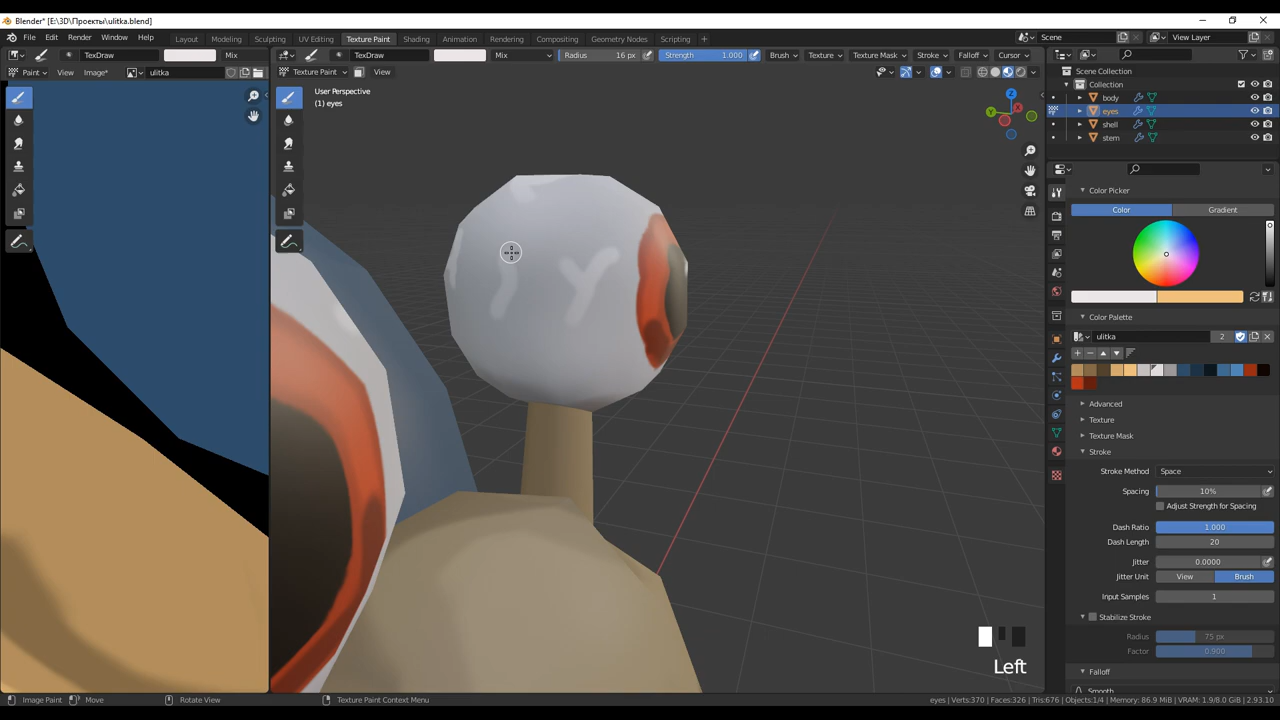 Blender* [E:\3D\Проекты\ulitka.blend]
File Edit Render Window Help Layout Modeling Sculpting UV Editing Texture Paint Shading Animation Rendering Compositing Geometry Nodes Scripting Scene View Layer
TexDraw Mix TexDraw Mix Radius 16 px Strength 1.000 Brush Texture Texture Mask Stroke Falloff Cursor
Paint View Image* ulitka Texture Paint View Scene Collection
User Perspective
(1) eyes
Collection
body
eyes
shell
stem
X
Y
Z
Color Picker
Color Gradient
Color Palette
ulitka 2
Advanced
Texture
Texture Mask
Stroke
Stroke Method Space
Spacing 10%
Adjust Strength for Spacing
Dash Ratio 1.000
Dash Length 20
Jitter 0.0000
Jitter Unit View Brush
Input Samples 1
Stabilize Stroke
Radius 75 px
Factor 0.900
Falloff
Smooth
Left
Image Paint Move Rotate View Texture Paint Context Menu eyes | Verts:370 | Faces:326 | Tris:676 | Objects:1/4 | Memory: 86.9 MiB | VRAM: 1.9/8.0 GiB | 2.93.10